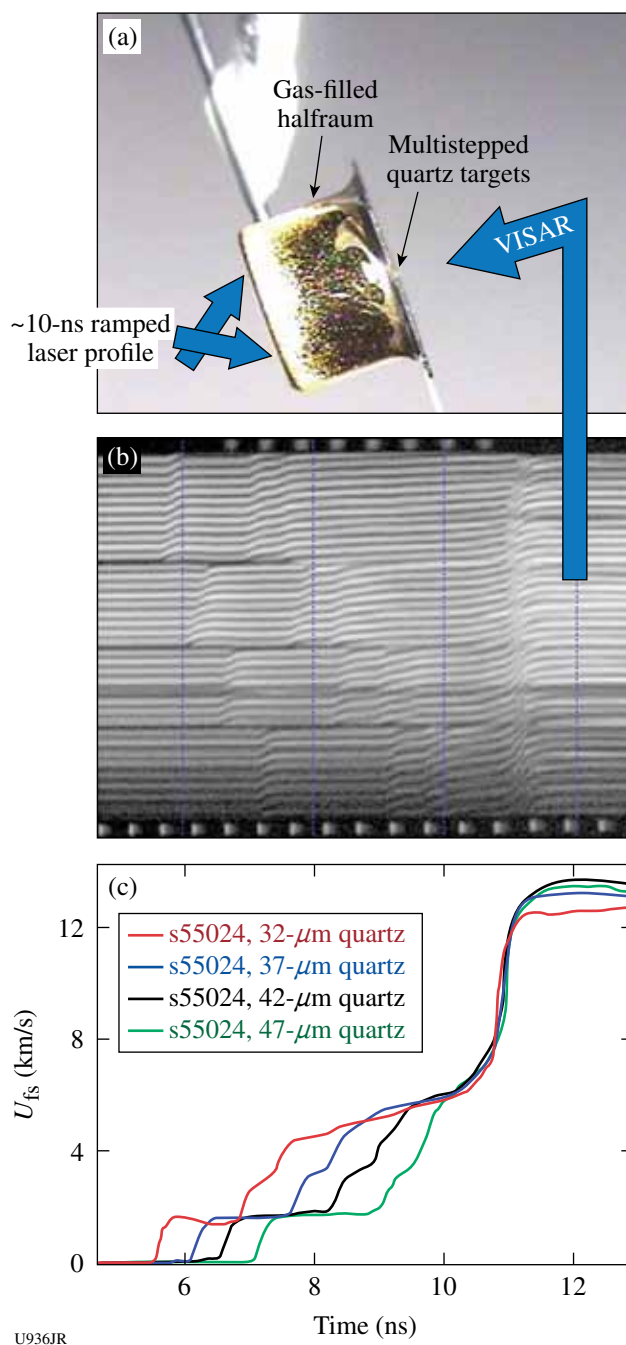 (a)
Gas-filled
halfraum
Multistepped
quartz targets
VISAR
~10-ns ramped
laser profile
(b)
(c)
s55024, 32-μm quartz
s55024, 37-μm quartz
s55024, 42-μm quartz
s55024, 47-μm quartz
12
8
4
0
Ufs (km/s)
6 8 10 12
Time (ns)
U936JR